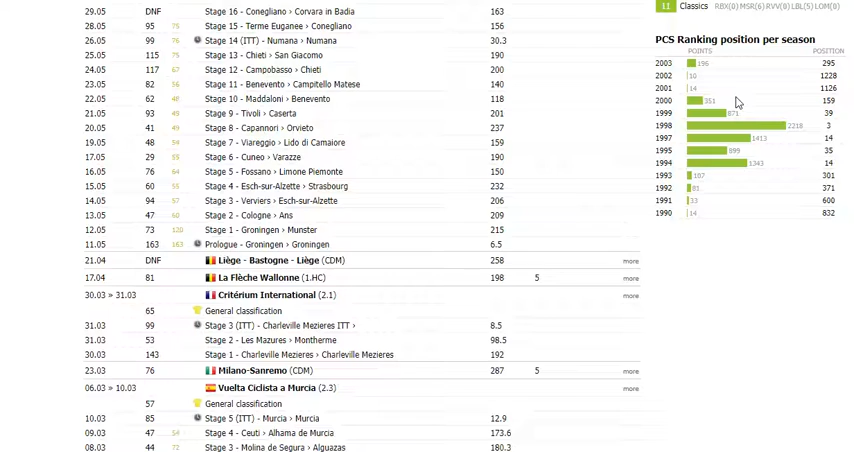 29.05 DNF Stage 16 - Conegliano › Corvara in Badia 163
28.05 95 75 Stage 15 - Terme Euganee › Conegliano 156
26.05 99 76 Stage 14 (ITT) - Numana › Numana 30.3
25.05 115 75 Stage 13 - Chieti › San Giacomo 190
24.05 117 67 Stage 12 - Campobasso › Chieti 200
23.05 82 56 Stage 11 - Benevento › Campitello Matese 140
22.05 62 48 Stage 10 - Maddaloni › Benevento 118
21.05 93 49 Stage 9 - Tivoli › Caserta 201
20.05 41 49 Stage 8 - Capannori › Orvieto 237
19.05 48 54 Stage 7 - Viareggio › Lido di Camaiore 159
18.05 32 54 Stage 6 - Cuneo › Varazze 190
16.05 76 64 Stage 5 - Fossano › Limone Piemonte 150
15.05 60 55 Stage 4 - Esch-sur-Alzette › Strasbourg 232
14.05 94 57 Stage 3 - Verviers › Esch-sur-Alzette 206
13.05 47 60 Stage 2 - Cologne › Ans 209
12.05 73 120 Stage 1 - Groningen › Munster 215
11.05 163 163 Prologue - Groningen › Groningen 6.5
21.04 DNF Liège - Bastogne - Liège (CDM) 258 more
17.04 81 La Flèche Wallonne (1.HC) 198 5 more
30.03 » 31.03 Critérium International (2.1) more
65 General classification
31.03 99 Stage 3 (ITT) - Charleville Mezieres ITT › 8.5
31.03 53 Stage 2 - Les Mazures › Montherme 98.5
30.03 143 Stage 1 - Charleville Mezieres › Charleville Mezieres 192
23.03 76 Milano-Sanremo (CDM) 287 5 more
06.03 » 10.03 Vuelta Ciclista a Murcia (2.3) more
57 General classification
10.03 85 Stage 5 (ITT) - Murcia › Murcia 12.9
09.03 47 54 Stage 4 - Ceuti › Alhama de Murcia 173.6
08.03 44 72 Stage 3 - Molina de Segura › Alguazas 180.3
11 Classics RBX(0) MSR(6) RVV(0) LBL(5) LOM(0)
PCS Ranking position per season
POINTS POSITION
2003 196 295
2002 10 1228
2001 14 1126
2000 351 159
1999 871 39
1998 2218 3
1997 1413 14
1995 899 35
1994 1343 14
1993 107 301
1992 81 371
1991 33 600
1990 14 832